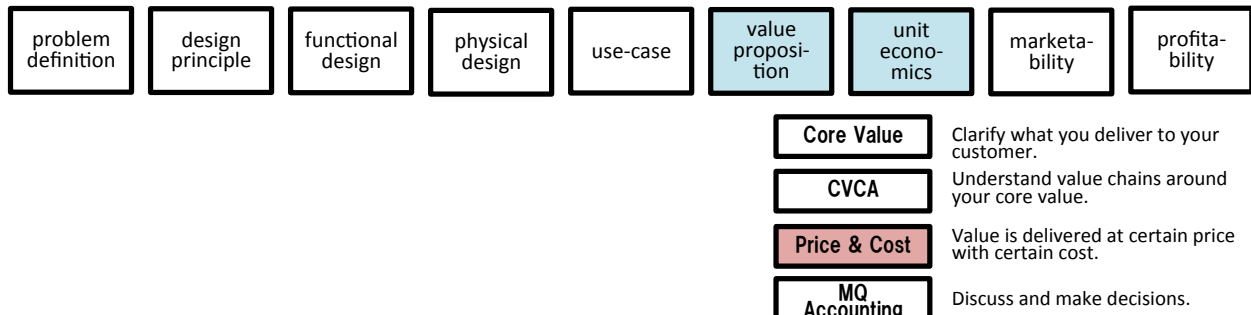 problem
definition
design
principle
functional
design
physical
design
use-case
value
proposi-
tion
unit
econo-
mics
marketa-
bility
profita-
bility
Core Value
Clarify what you deliver to your
customer.
CVCA
Understand value chains around
your core value.
Price & Cost
Value is delivered at certain price
with certain cost.
MQ
Accounting
Discuss and make decisions.